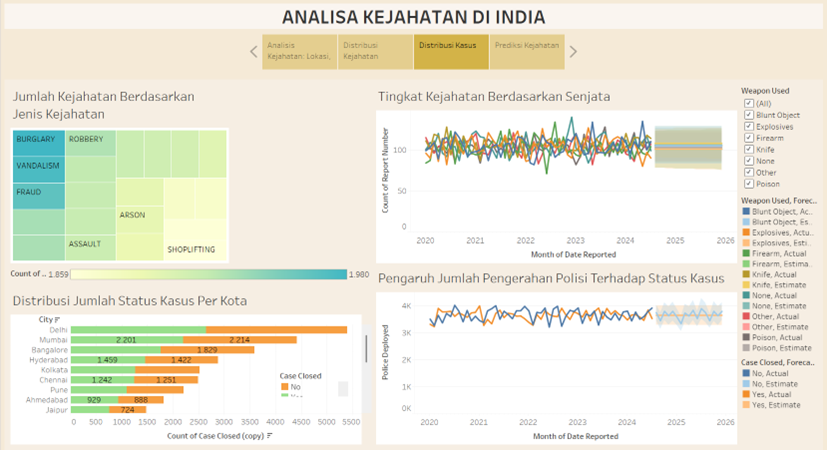 ANALISA KEJAHATAN DI INDIA
Analisis
Kejahatan: Lokasi,
Distribusi
Kejahatan
Distribusi Kasus
Prediksi Kejahatan
Jumlah Kejahatan Berdasarkan
Jenis Kejahatan
BURGLARY
ROBBERY
VANDALISM
FRAUD
ARSON
ASSAULT
SHOPLIFTING
Count of ..
1.859
1.980
Distribusi Jumlah Status Kasus Per Kota
City
Delhi
Mumbai 2.201 2.214
Bangalore 1.829
Hyderabad 1.459 1.422
Kolkata
Chennai 1.242 1.251
Pune
Ahmedabad 929 888
Jaipur 724
Case Closed
No
0 500 1000 1500 2000 2500 3000 3500 4000 4500 5000 5500
Count of Case Closed (copy)
Tingkat Kejahatan Berdasarkan Senjata
Count of Report Number
100
50
0
2020 2021 2022 2023 2024 2025 2026
Month of Date Reported
Pengaruh Jumlah Pengerahan Polisi Terhadap Status Kasus
Police Deployed
4K
3K
2K
1K
0K
2020 2021 2022 2023 2024 2025 2026
Month of Date Reported
Weapon Used
(All)
Blunt Object
Explosives
Firearm
Knife
None
Other
Poison
Weapon Used, Forec..
Blunt Object, Ac..
Blunt Object, Es..
Explosives, Actu..
Explosives, Esti..
Firearm, Actual
Firearm, Estima..
Knife, Actual
Knife, Estimate
None, Actual
None, Estimate
Other, Actual
Other, Estimate
Poison, Actual
Poison, Estimate
Case Closed, Foreca..
No, Actual
No, Estimate
Yes, Actual
Yes, Estimate